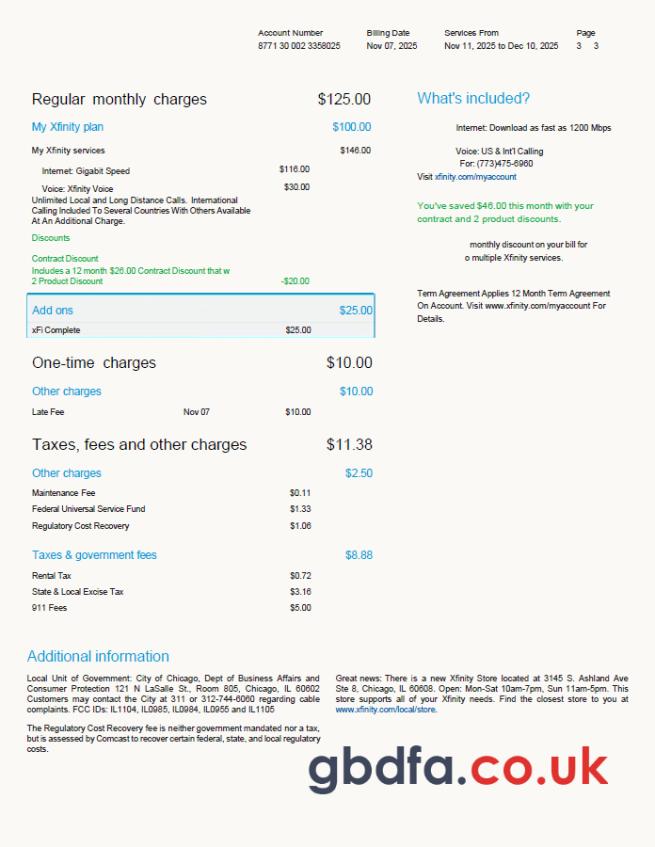 Account Number Billing Date Services From Page
8771 30 002 3358025 Nov 07, 2025 Nov 11, 2025 to Dec 10, 2025 3 3
Regular monthly charges $125.00
My Xfinity plan $100.00
My Xfinity services $146.00
Internet: Gigabit Speed $116.00
Voice: Xfinity Voice $30.00
Unlimited Local and Long Distance Calls. International
Calling Included To Several Countries With Others Available
At An Additional Charge.
Discounts
Contract Discount
Includes a 12 month $26.00 Contract Discount that w
2 Product Discount -$20.00
Add ons $25.00
xFi Complete $25.00
One-time charges $10.00
Other charges $10.00
Late Fee Nov 07 $10.00
Taxes, fees and other charges $11.38
Other charges $2.50
Maintenance Fee $0.11
Federal Universal Service Fund $1.33
Regulatory Cost Recovery $1.06
Taxes & government fees $8.88
Rental Tax $0.72
State & Local Excise Tax $3.16
911 Fees $5.00
What's included?
Internet: Download as fast as 1200 Mbps
Voice: US & Int'l Calling
For: (773)475-6960
Visit xfinity.com/myaccount
You've saved $46.00 this month with your
contract and 2 product discounts.
monthly discount on your bill for
o multiple Xfinity services.
Term Agreement Applies 12 Month Term Agreement
On Account. Visit www.xfinity.com/myaccount For
Details.
Additional information
Local Unit of Government: City of Chicago, Dept of Business Affairs and
Consumer Protection 121 N LaSalle St., Room 805, Chicago, IL 60602
Customers may contact the City at 311 or 312-744-6060 regarding cable
complaints. FCC IDs: IL1104, IL0985, IL0984, IL0955 and IL1105
The Regulatory Cost Recovery fee is neither government mandated nor a tax,
but is assessed by Comcast to recover certain federal, state, and local regulatory
costs.
Great news: There is a new Xfinity Store located at 3145 S. Ashland Ave
Ste 8, Chicago, IL 60608. Open: Mon-Sat 10am-7pm, Sun 11am-5pm. This
store supports all of your Xfinity needs. Find the closest store to you at
www.xfinity.com/local/store.
gbdfa.co.uk